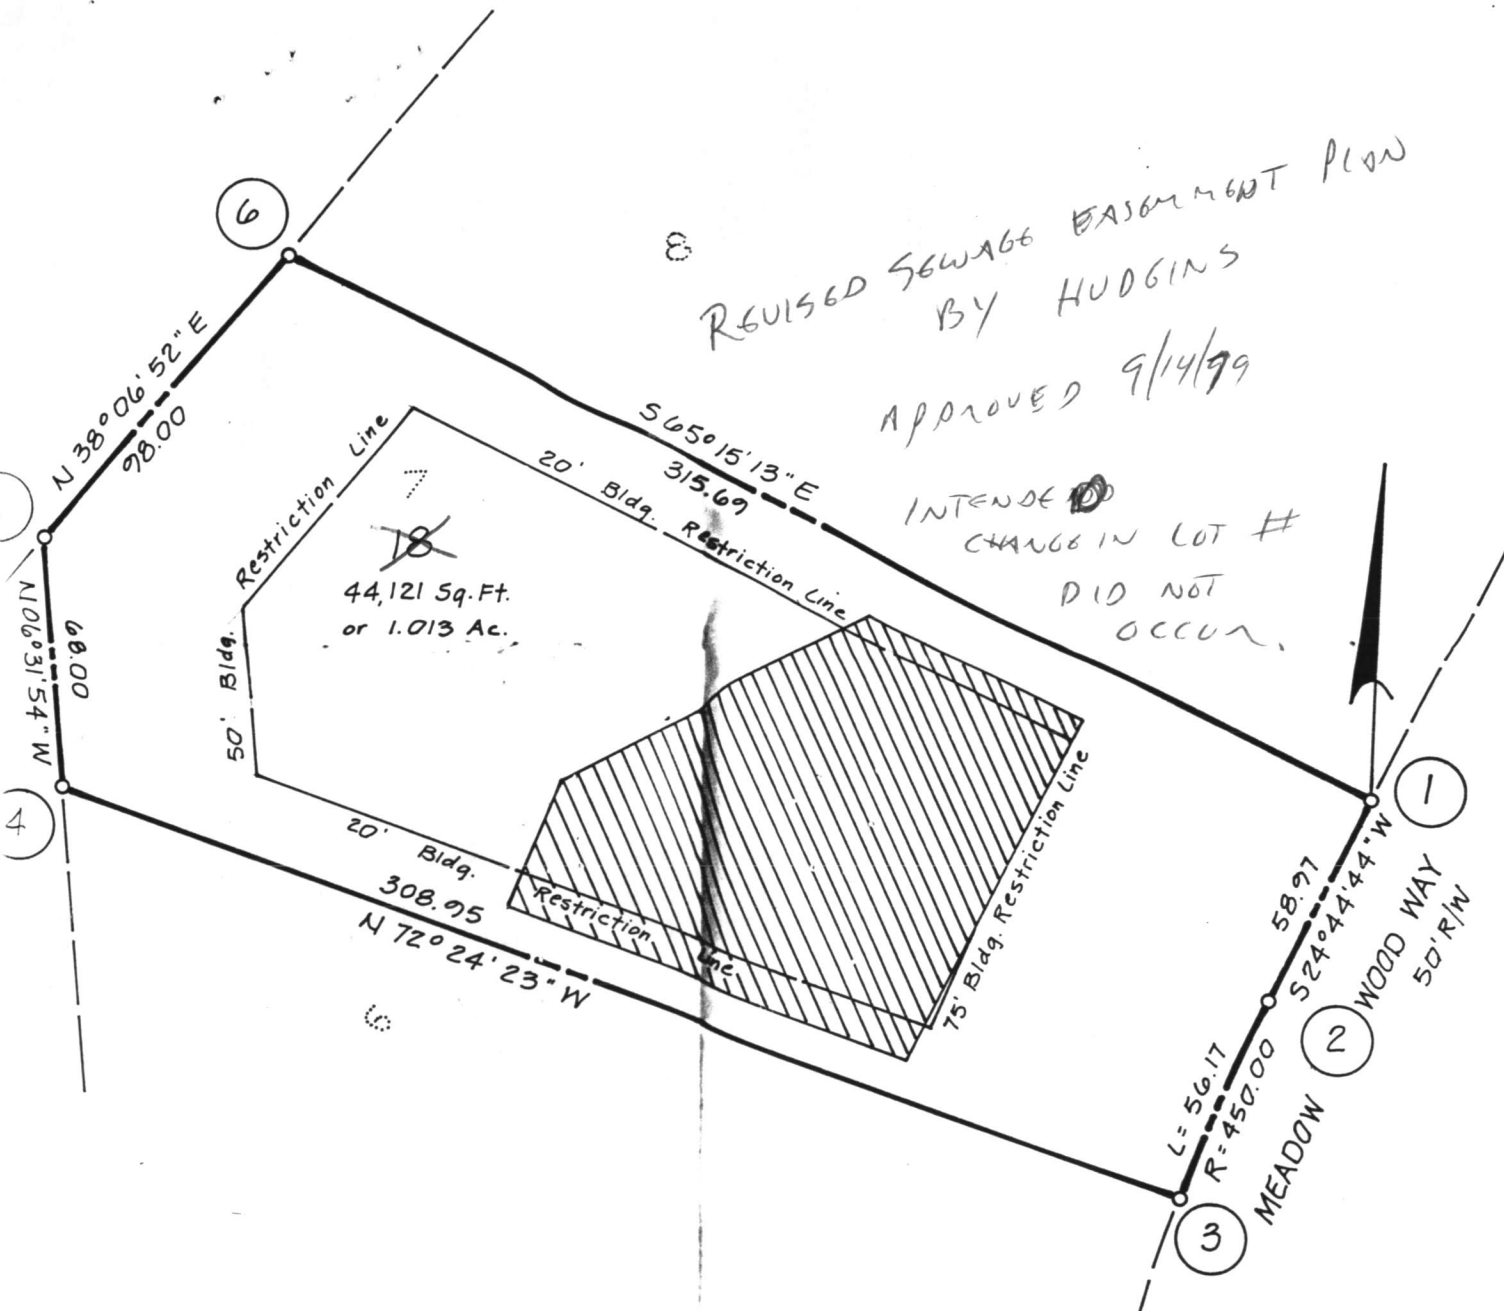 6
8
REVISED SEWAGE EASEMENT PLAN
BY HUDGINS
APPROVED 9/14/99
INTENDED
CHANGE IN LOT #
DID NOT
OCCUR.
N 38° 06' 52" E
98.00
S 65° 15' 13" E
315.69
Restriction Line
20' Bldg. Restriction Line
7
18
44,121 Sq. Ft.
or 1.013 Ac.
N 06° 31' 54" W
68.00
50' Bldg.
4
20' Bldg. Restriction Line
308.95
N 72° 24' 23" W
6
75' Bldg. Restriction Line
1
58.97
S 24° 44' 44" W
2
L = 56.17
R = 450.00
3
MEADOW WOOD WAY
50' R/W